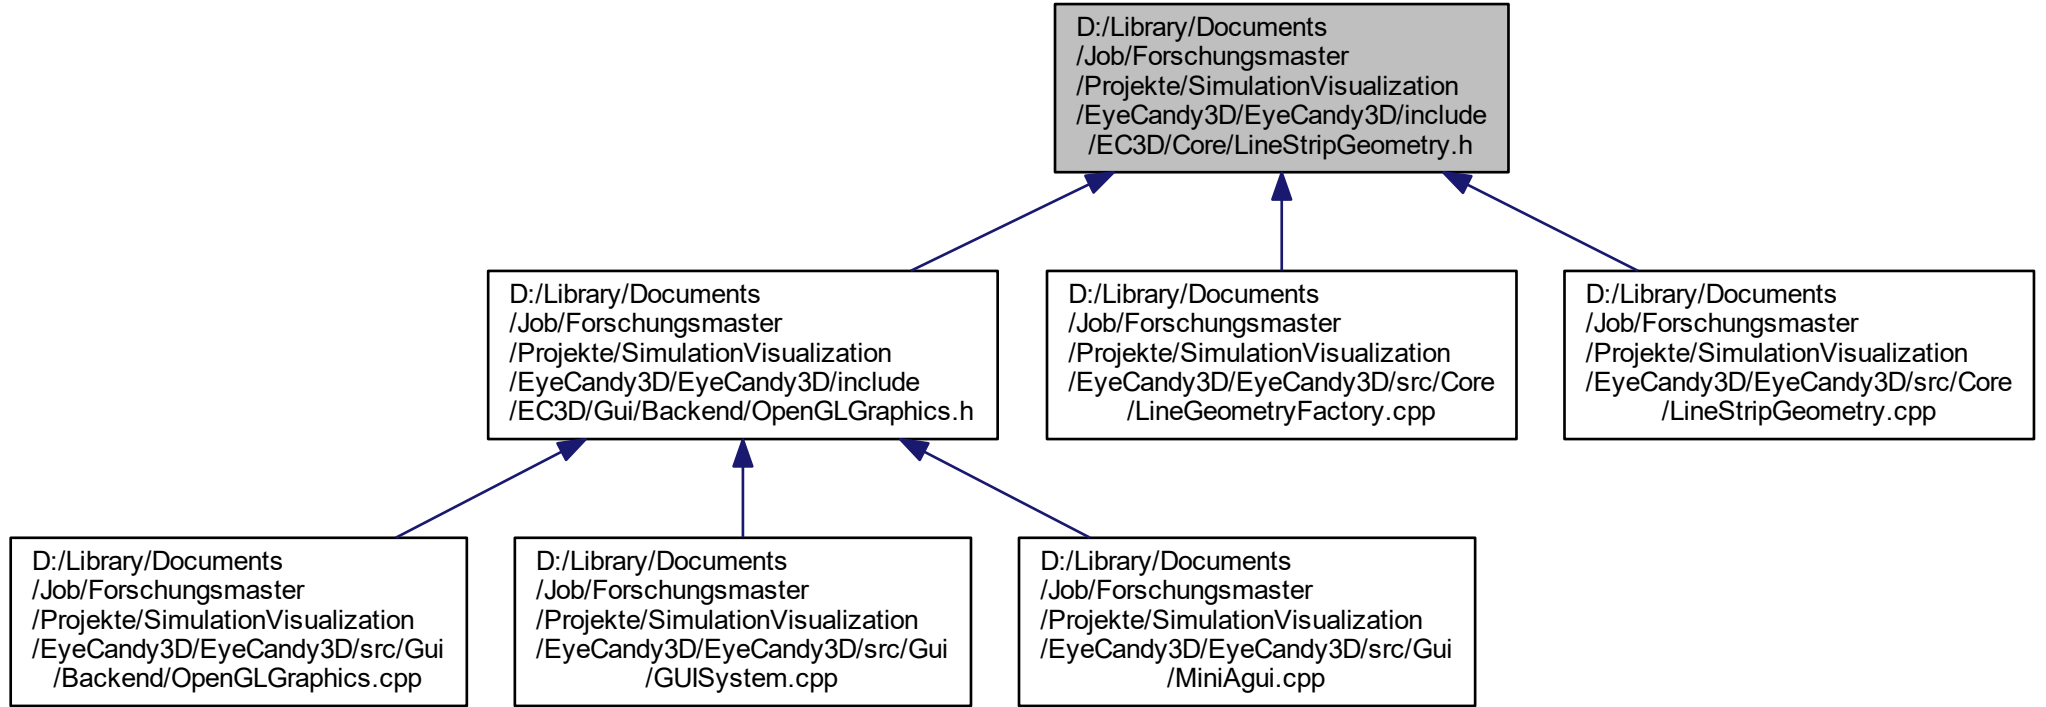 D:/Library/Documents
/Job/Forschungsmaster
/Projekte/SimulationVisualization
/EyeCandy3D/EyeCandy3D/include
/EC3D/Core/LineStripGeometry.h
D:/Library/Documents
/Job/Forschungsmaster
/Projekte/SimulationVisualization
/EyeCandy3D/EyeCandy3D/include
/EC3D/Gui/Backend/OpenGLGraphics.h
D:/Library/Documents
/Job/Forschungsmaster
/Projekte/SimulationVisualization
/EyeCandy3D/EyeCandy3D/src/Core
/LineGeometryFactory.cpp
D:/Library/Documents
/Job/Forschungsmaster
/Projekte/SimulationVisualization
/EyeCandy3D/EyeCandy3D/src/Core
/LineStripGeometry.cpp
D:/Library/Documents
/Job/Forschungsmaster
/Projekte/SimulationVisualization
/EyeCandy3D/EyeCandy3D/src/Gui
/Backend/OpenGLGraphics.cpp
D:/Library/Documents
/Job/Forschungsmaster
/Projekte/SimulationVisualization
/EyeCandy3D/EyeCandy3D/src/Gui
/GUISystem.cpp
D:/Library/Documents
/Job/Forschungsmaster
/Projekte/SimulationVisualization
/EyeCandy3D/EyeCandy3D/src/Gui
/MiniAgui.cpp